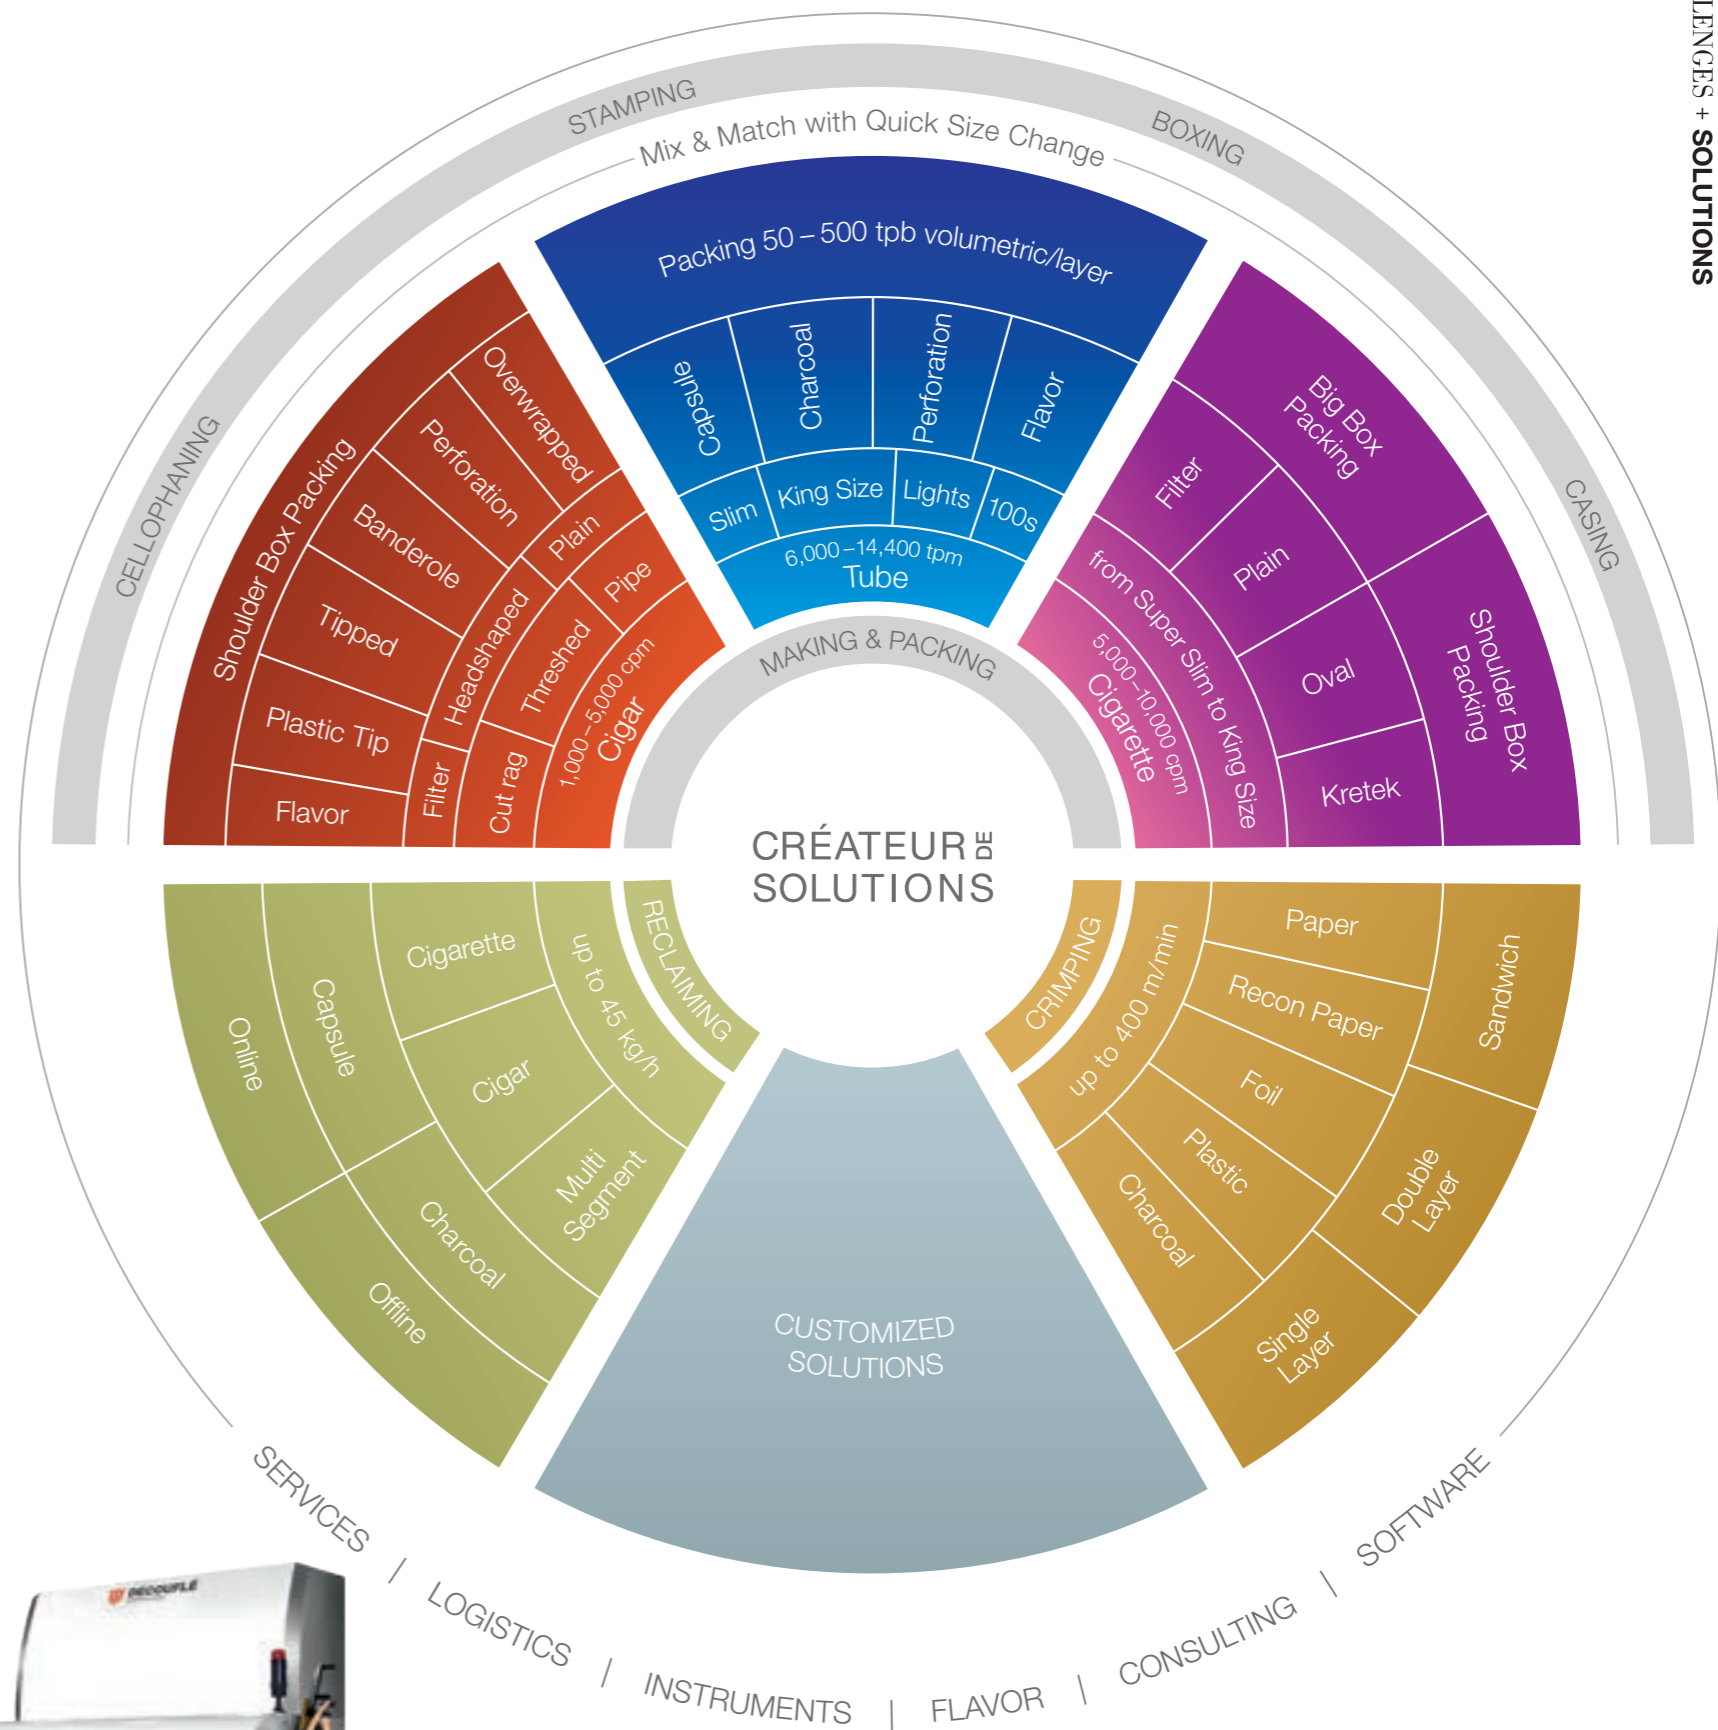 LENGES + SOLUTIONS
STAMPING
BOXING
CELLOPHANING
CASING
Mix & Match with Quick Size Change
Packing 50 – 500 tpb volumetric/layer
Capsule
Charcoal
Perforation
Flavor
Slim
King Size
Lights
100s
6,000 – 14,400 tpm
Tube
Shoulder Box Packing
Overwrapped
Perforation
Banderole
Tipped
Plastic Tip
Flavor
Plain
Headshaped
Filter
Pipe
Threshed
Cut rag
1,000 – 5,000 cpm
Cigar
Big Box
Packing
Shoulder Box
Packing
Filter
Plain
Oval
Kretek
from Super Slim to King Size
5,000 – 10,000 cpm
Cigarette
MAKING & PACKING
CRÉATEUR DE
SOLUTIONS
RECLAIMING
up to 45 kg/h
Cigarette
Cigar
Multi
Segment
Capsule
Charcoal
Online
Offline
CRIMPING
up to 400 m/min
Paper
Recon Paper
Foil
Plastic
Charcoal
Sandwich
Double
Layer
Single
Layer
CUSTOMIZED
SOLUTIONS
SERVICES | LOGISTICS | INSTRUMENTS | FLAVOR | CONSULTING | SOFTWARE
DECOUFLÉ